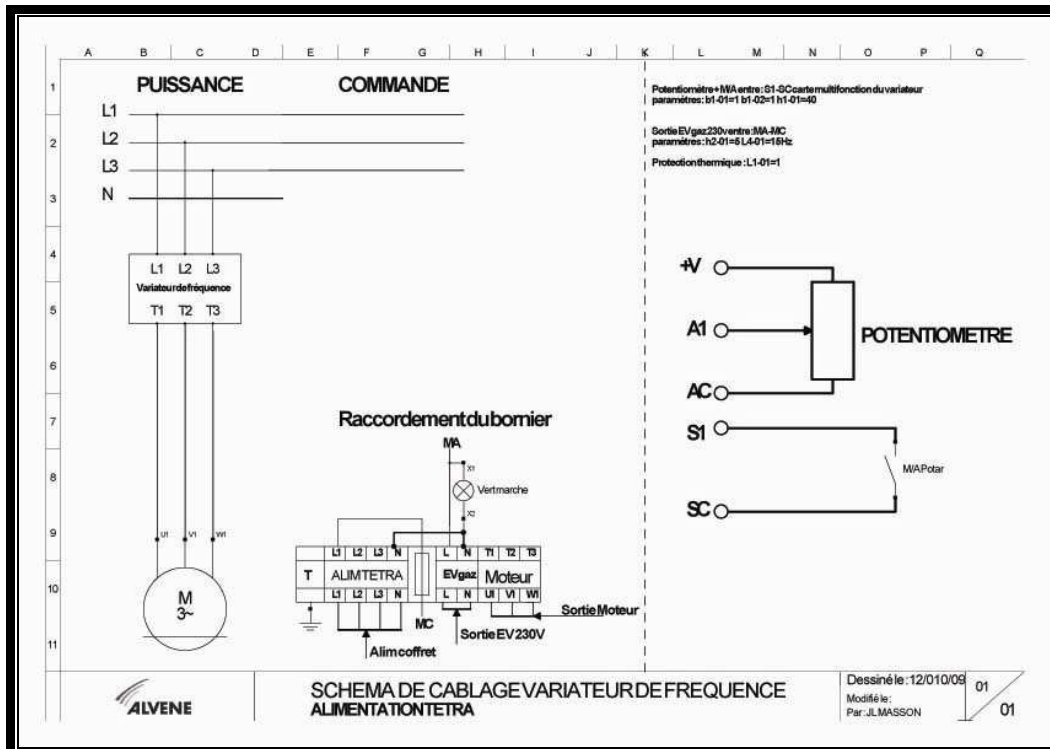 A B C D E F G H I J K L M N O P Q
1
2
3
4
5
6
7
8
9
10
11
PUISSANCE
COMMANDE
L1
L2
L3
N
L1 L2 L3
Variateur de fréquence
T1 T2 T3
U1 V1 W1
M
3~
Raccordement du bornier
MA
X1
Vert marche
X2
L1 L2 L3 N L N T1 T2 T3
T ALIM TETRA EV gaz Moteur
L1 L2 L3 N L N U1 V1 W1
MC
Sortie Moteur
Sortie EV 230V
Alim coffret
Potentiomètre + M/A entre : S1-SC carte multifonction du variateur
paramètres : b1-01=1 b1-02=1 h1-01=40
Sortie EV gaz 230v entre : MA-MC
paramètres : h2-01=5 L4-01=15Hz
Protection thermique : L1-01=1
+V
A1
AC
POTENTIOMETRE
S1
M/A Potar
SC
ALVENE
SCHEMA DE CABLAGE VARIATEUR DE FREQUENCE
ALIMENTATION TETRA
Dessiné le : 12/010/09
Modifié le :
Par : JL MASSON
01
01